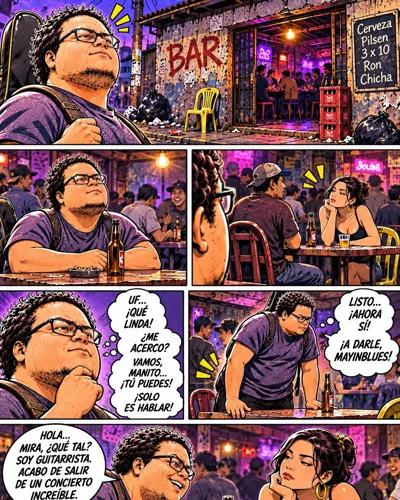 BAR
Cerveza
Pilsen
3 x 10
Ron
Chicha
UF...
¡QUÉ
LINDA!
¿ME
ACERCO?
VAMOS,
MANITO...
¡TÚ PUEDES!
¡SOLO
ES HABLAR!
LISTO...
¡AHORA
SÍ!
¡A DARLE,
MAYINBLUES!
HOLA...
MIRA, ¿QUÉ TAL?
SOY GUITARRISTA.
ACABO DE SALIR
DE UN CONCIERTO
INCREÍBLE.